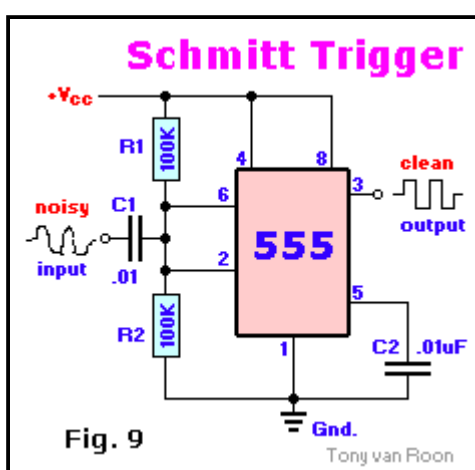 Schmitt Trigger
+Vcc
R1
100K
4
8
clean
3
output
noisy
C1
6
input
.01
2
555
5
R2
100K
1
C2 .01uF
Gnd.
Fig. 9
Tony van Roon